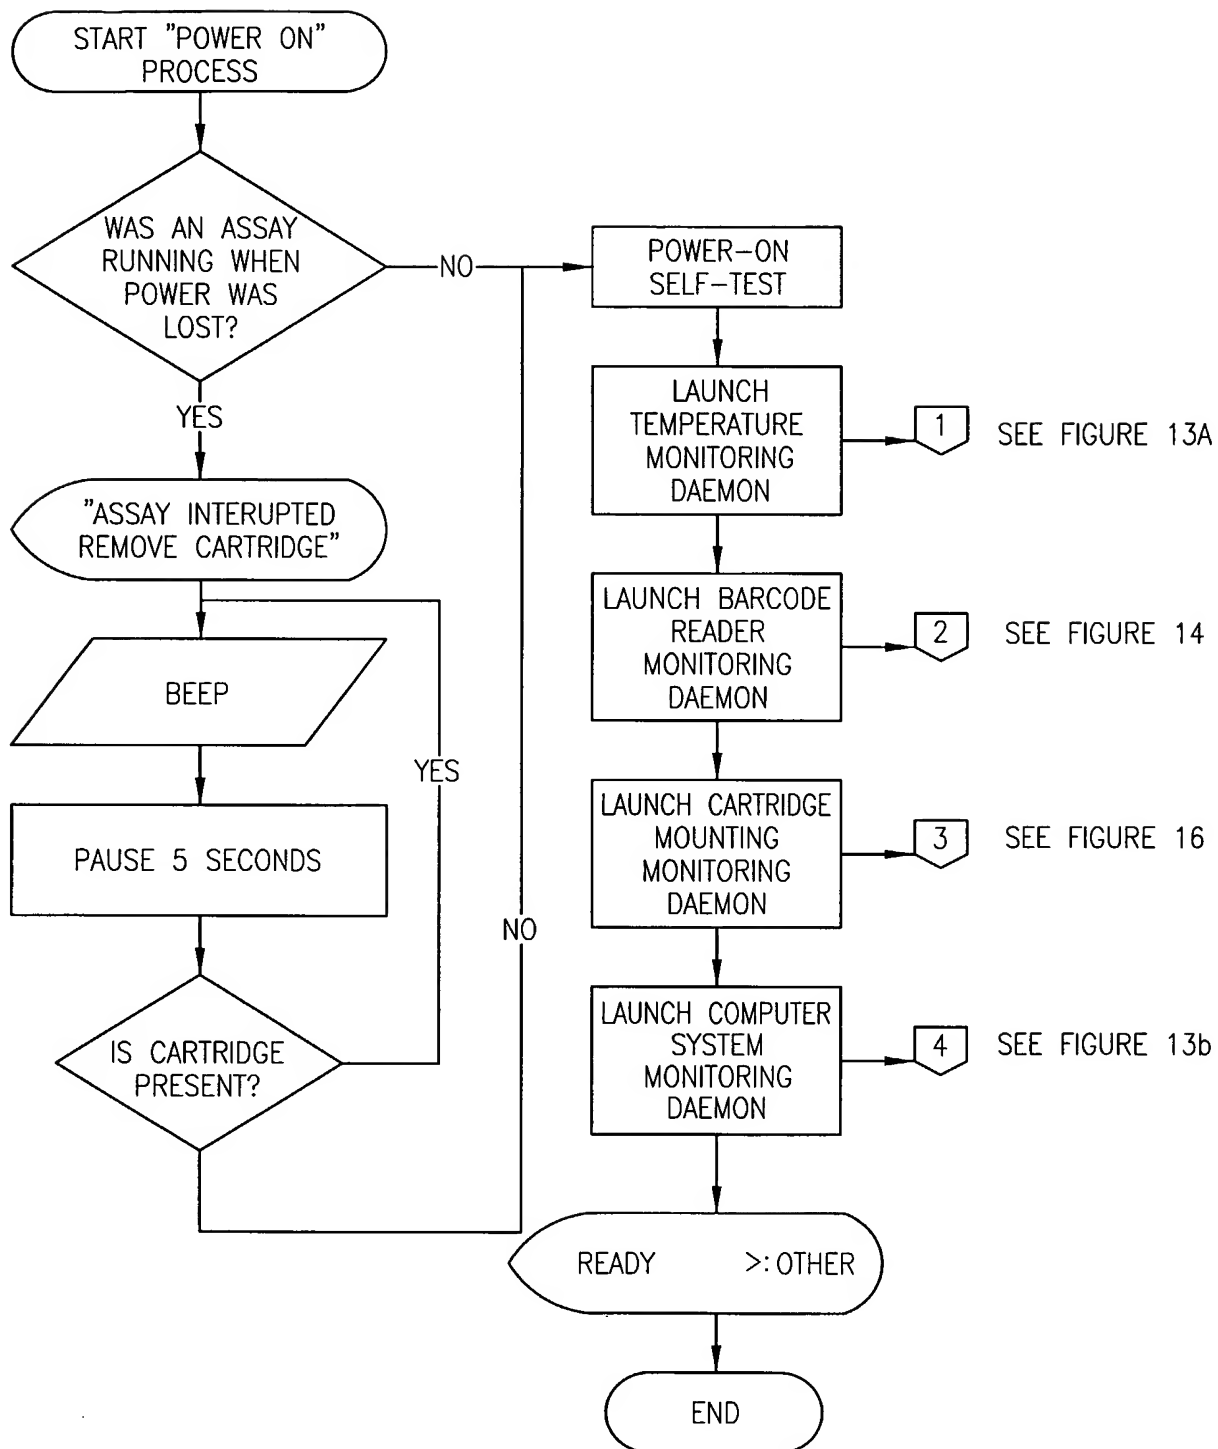 START "POWER ON"
PROCESS
WAS AN ASSAY
RUNNING WHEN
POWER WAS
LOST?
NO
YES
"ASSAY INTERUPTED
REMOVE CARTRIDGE"
BEEP
YES
PAUSE 5 SECONDS
IS CARTRIDGE
PRESENT?
NO
POWER-ON
SELF-TEST
LAUNCH
TEMPERATURE
MONITORING
DAEMON
1
SEE FIGURE 13A
LAUNCH BARCODE
READER
MONITORING
DAEMON
2
SEE FIGURE 14
LAUNCH CARTRIDGE
MOUNTING
MONITORING
DAEMON
3
SEE FIGURE 16
LAUNCH COMPUTER
SYSTEM
MONITORING
DAEMON
4
SEE FIGURE 13b
READY >:OTHER
END